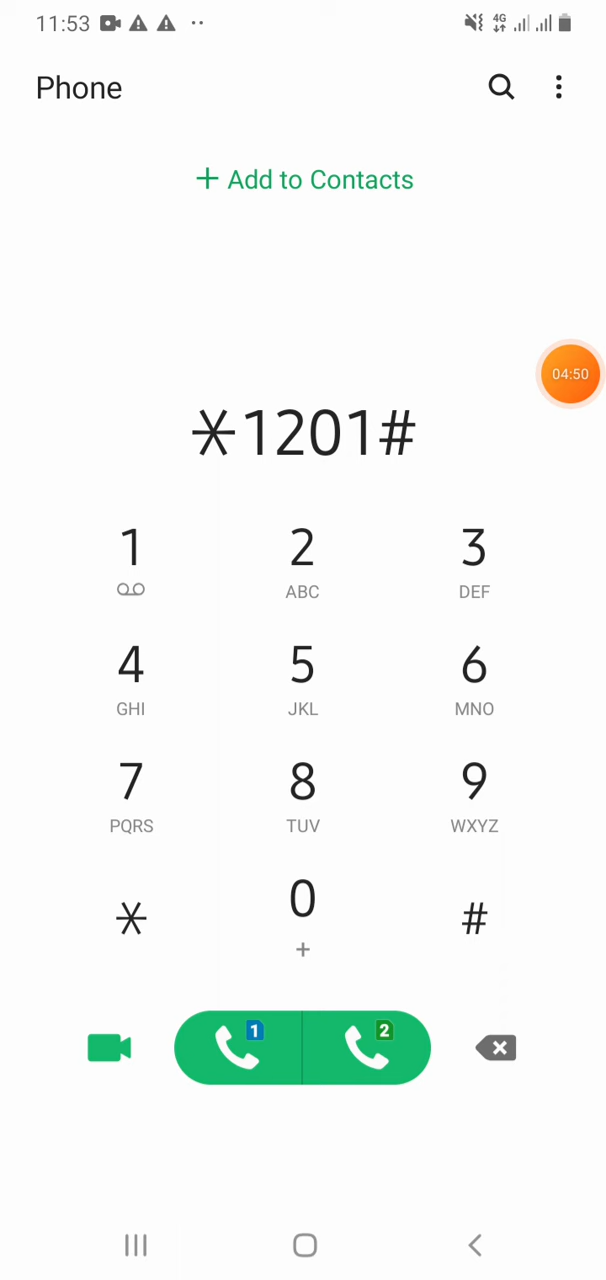 11:53
4G
Phone
+ Add to Contacts
04:50
*1201#
1 2 3
ABC DEF
4 5 6
GHI JKL MNO
7 8 9
PQRS TUV WXYZ
* 0 #
+
1 2